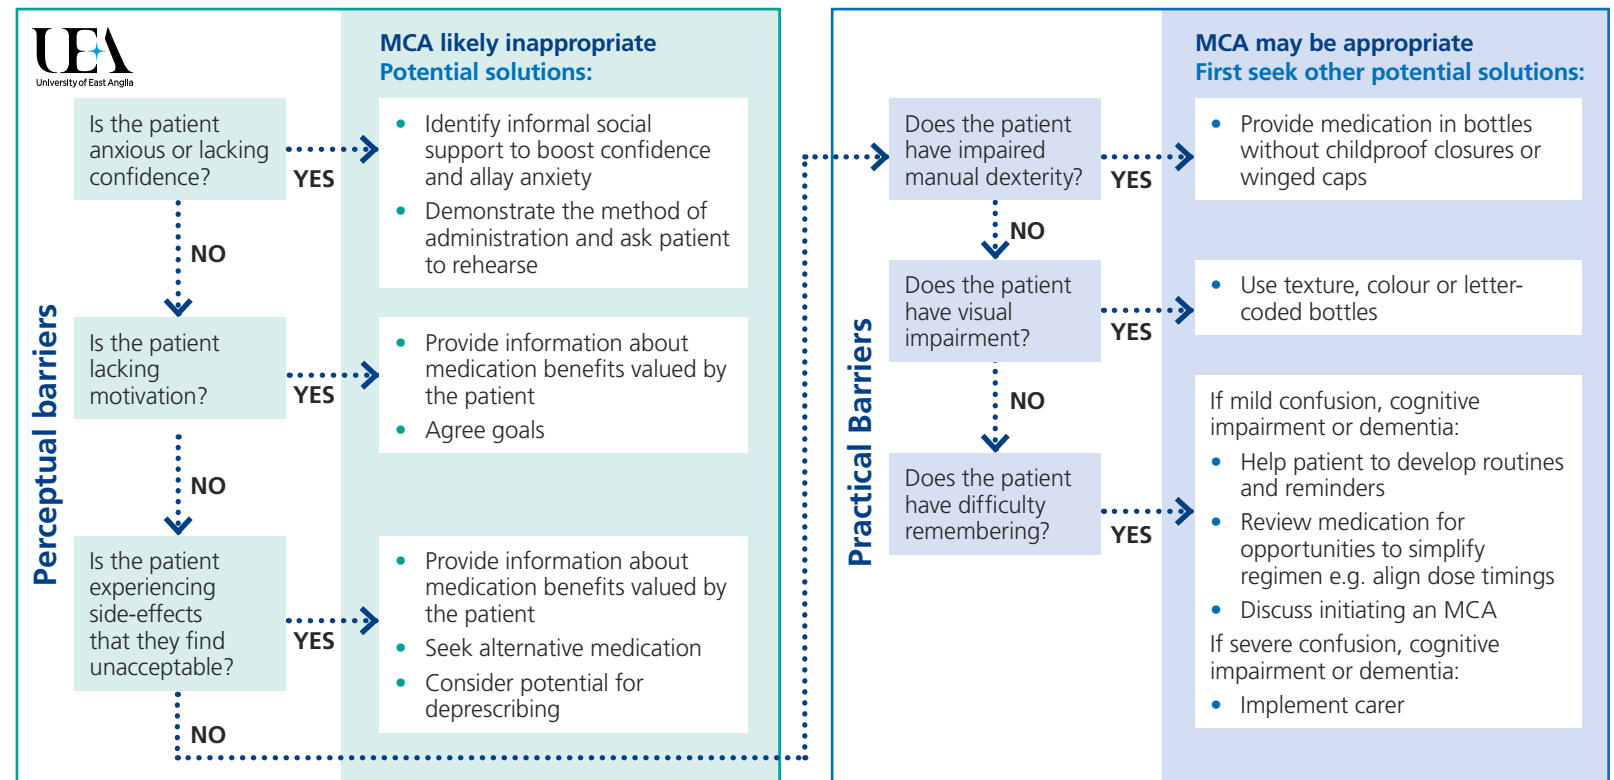 UEA
University of East Anglia
MCA likely inappropriate
Potential solutions:
Perceptual barriers
Is the patient
anxious or lacking
confidence?
YES
• Identify informal social
support to boost confidence
and allay anxiety
• Demonstrate the method of
administration and ask patient
to rehearse
NO
Is the patient
lacking
motivation?
YES
• Provide information about
medication benefits valued by
the patient
• Agree goals
NO
Is the patient
experiencing
side-effects
that they find
unacceptable?
YES
• Provide information about
medication benefits valued by
the patient
• Seek alternative medication
• Consider potential for
deprescribing
NO
MCA may be appropriate
First seek other potential solutions:
Practical Barriers
Does the patient
have impaired
manual dexterity?
YES
• Provide medication in bottles
without childproof closures or
winged caps
NO
Does the patient
have visual
impairment?
YES
• Use texture, colour or letter-
coded bottles
NO
Does the patient
have difficulty
remembering?
YES
If mild confusion, cognitive
impairment or dementia:
• Help patient to develop routines
and reminders
• Review medication for
opportunities to simplify
regimen e.g. align dose timings
• Discuss initiating an MCA
If severe confusion, cognitive
impairment or dementia:
• Implement carer